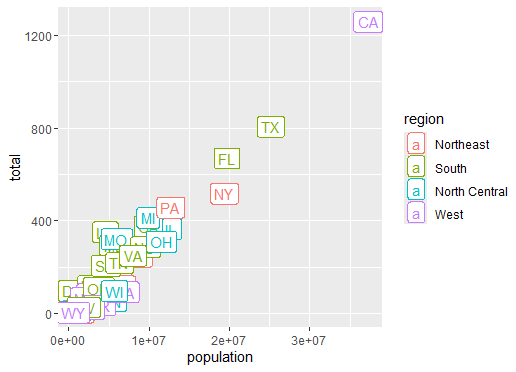 CA
1200
TX
800
FL
NY
PA
MI
400
MO
OH
VA
WI
0
WY
0e+00 1e+07 2e+07 3e+07
population
total
region
a Northeast
a South
a North Central
a West